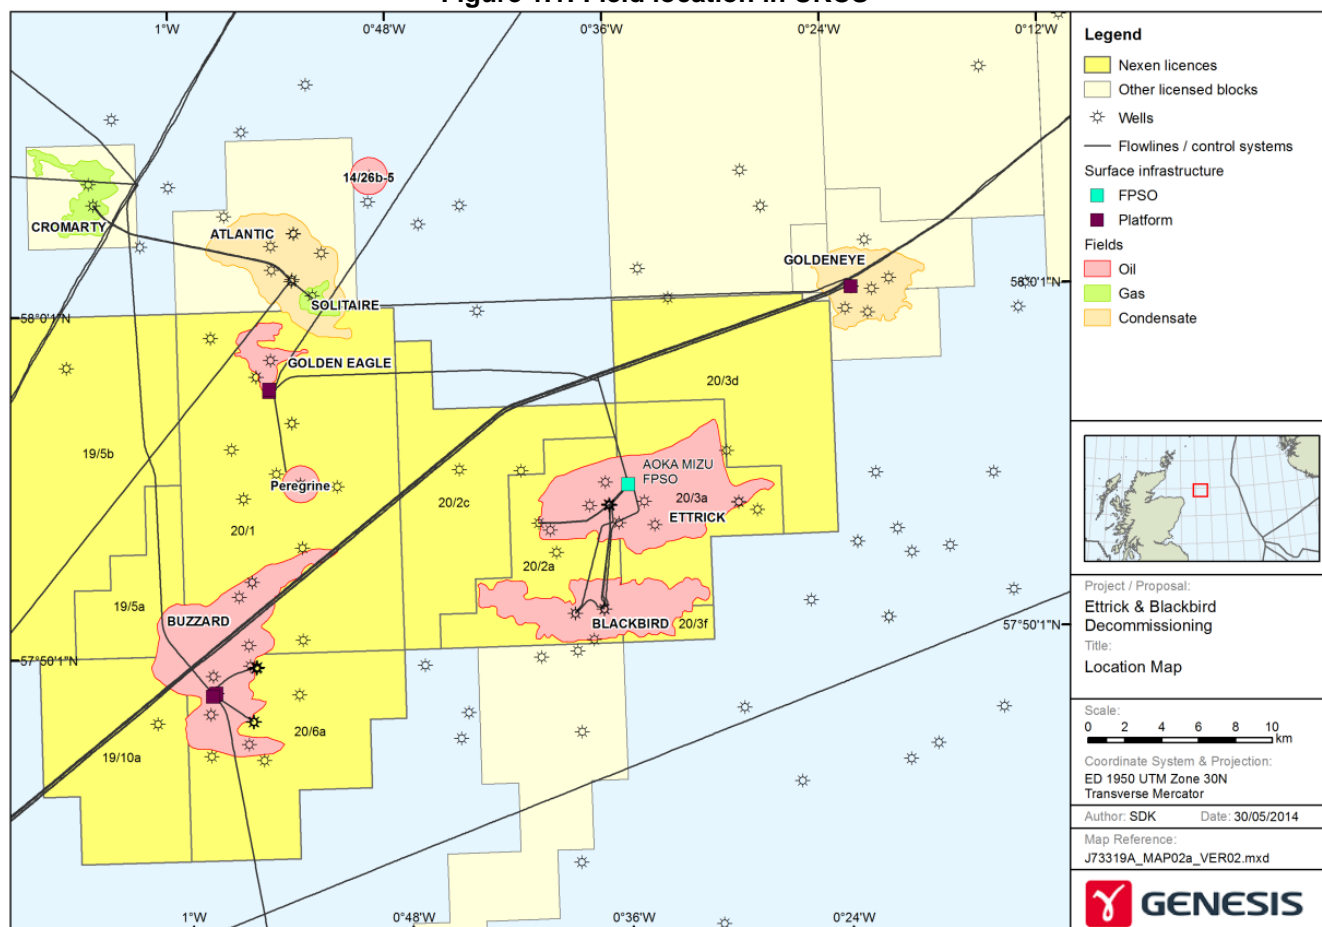 Figure 1.1: Field location in UKCS
1°W
0°48'W
0°36'W
0°24'W
0°12'W
14/26b-5
CROMARTY
ATLANTIC
GOLDENEYE
58°0'1"N
SOLITAIRE
58°0'1"N
GOLDEN EAGLE
20/3d
19/5b
AOKA MIZU
FPSO
Peregrine
20/2c
20/3a
ETTRICK
20/1
20/2a
19/5a
BUZZARD
BLACKBIRD
20/3f
57°50'1"N
57°50'1"N
20/6a
19/10a
1°W
0°48'W
0°36'W
0°24'W
Legend
Nexen licences
Other licensed blocks
Wells
Flowlines / control systems
Surface infrastructure
FPSO
Platform
Fields
Oil
Gas
Condensate
Project / Proposal:
Ettrick & Blackbird
Decommissioning
Title:
Location Map
Scale:
0 2 4 6 8 10
km
Coordinate System & Projection:
ED 1950 UTM Zone 30N
Transverse Mercator
Author: SDK Date: 30/05/2014
Map Reference:
J73319A_MAP02a_VER02.mxd
GENESIS